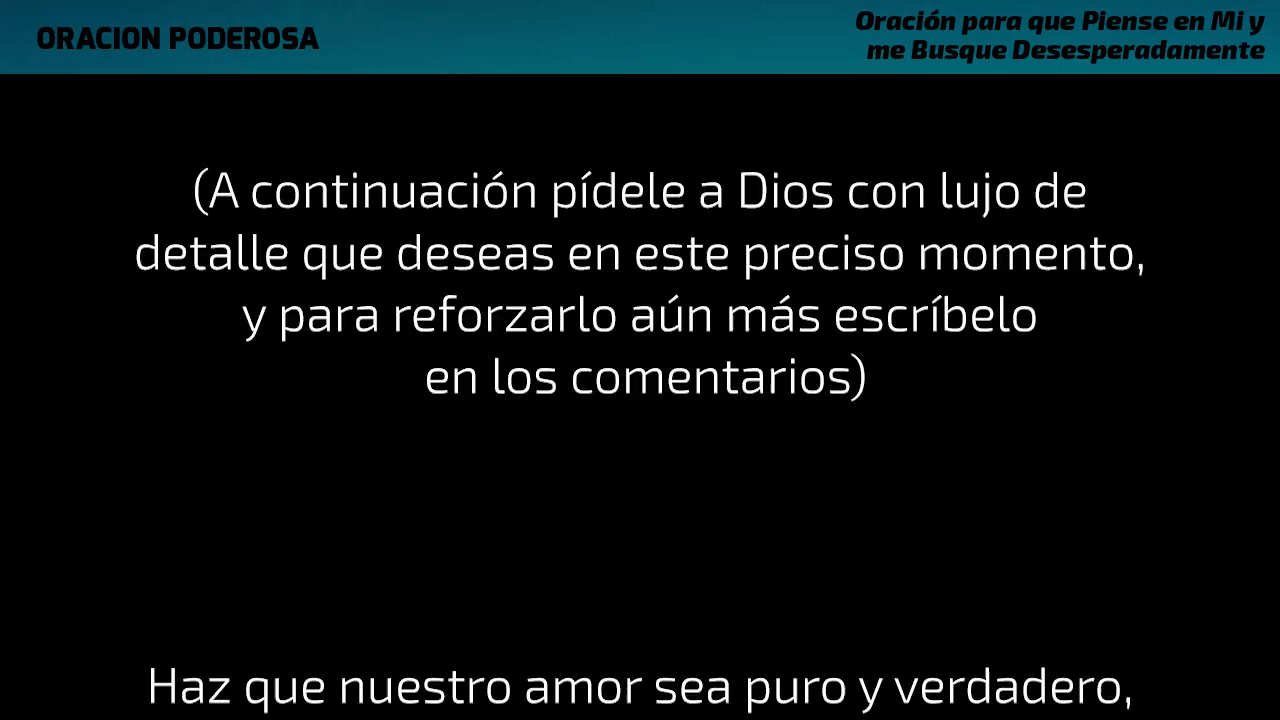 ORACION PODEROSA
Oración para que Piense en Mi y
me Busque Desesperadamente
(A continuación pídele a Dios con lujo de
detalle que deseas en este preciso momento,
y para reforzarlo aún más escríbelo
en los comentarios)
Haz que nuestro amor sea puro y verdadero,